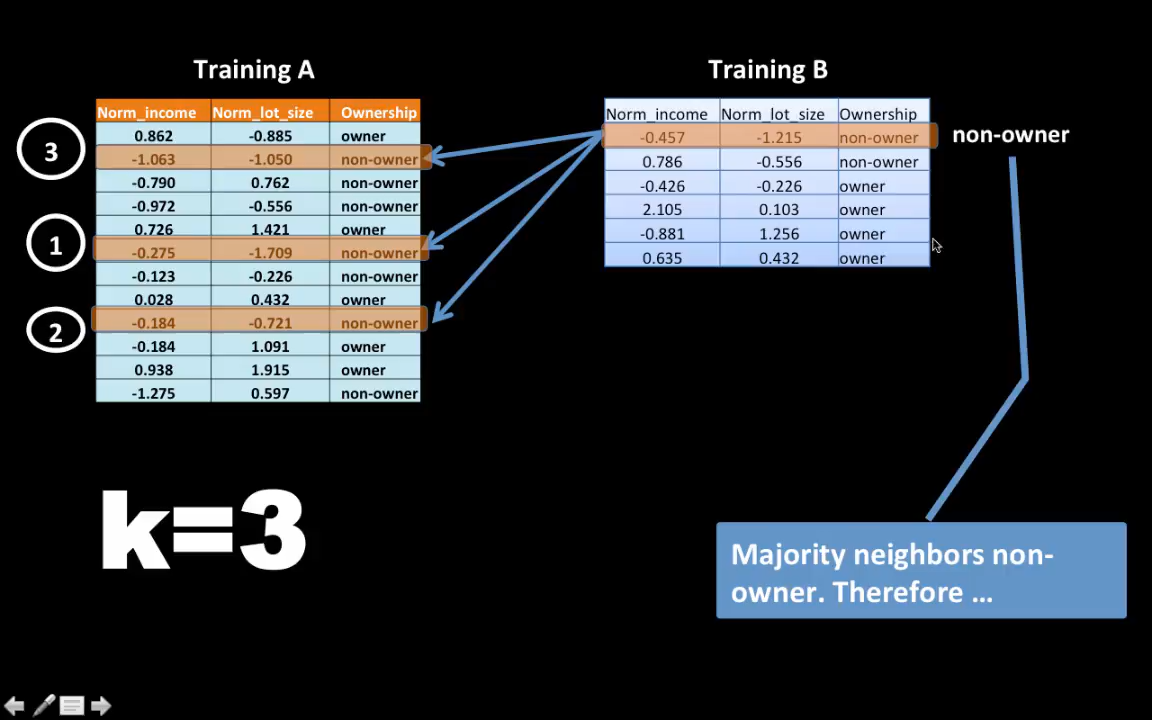 Training A
Training B
Norm_income Norm_lot_size Ownership
0.862 -0.885 owner
-1.063 -1.050 non-owner
-0.790 0.762 non-owner
-0.972 -0.556 non-owner
0.726 1.421 owner
-0.275 -1.709 non-owner
-0.123 -0.226 non-owner
0.028 0.432 owner
-0.184 -0.721 non-owner
-0.184 1.091 owner
0.938 1.915 owner
-1.275 0.597 non-owner
3
1
2
Norm_income Norm_lot_size Ownership
-0.457 -1.215 non-owner
0.786 -0.556 non-owner
-0.426 -0.226 owner
2.105 0.103 owner
-0.881 1.256 owner
0.635 0.432 owner
non-owner
k=3
Majority neighbors non-
owner. Therefore ...